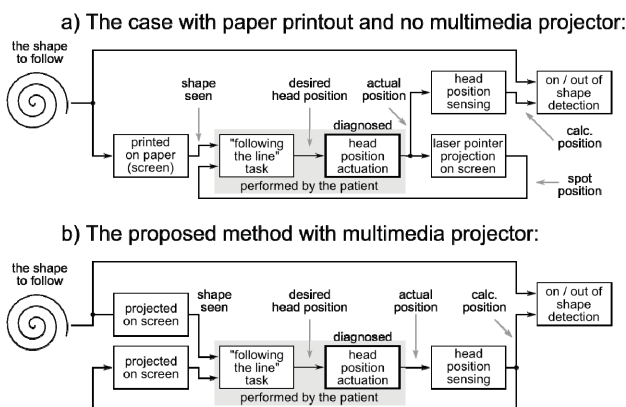 a) The case with paper printout and no multimedia projector:
the shape
to follow
shape
seen
desired
head position
actual
position
head
position
sensing
on / out of
shape
detection
calc.
position
printed
on paper
(screen)
"following
the line"
task
diagnosed
head
position
actuation
laser pointer
projection
on screen
performed by the patient
spot
position
b) The proposed method with multimedia projector:
the shape
to follow
projected
on screen
shape
seen
desired
head position
actual
position
calc.
position
on / out of
shape
detection
projected
on screen
"following
the line"
task
diagnosed
head
position
actuation
head
position
sensing
performed by the patient